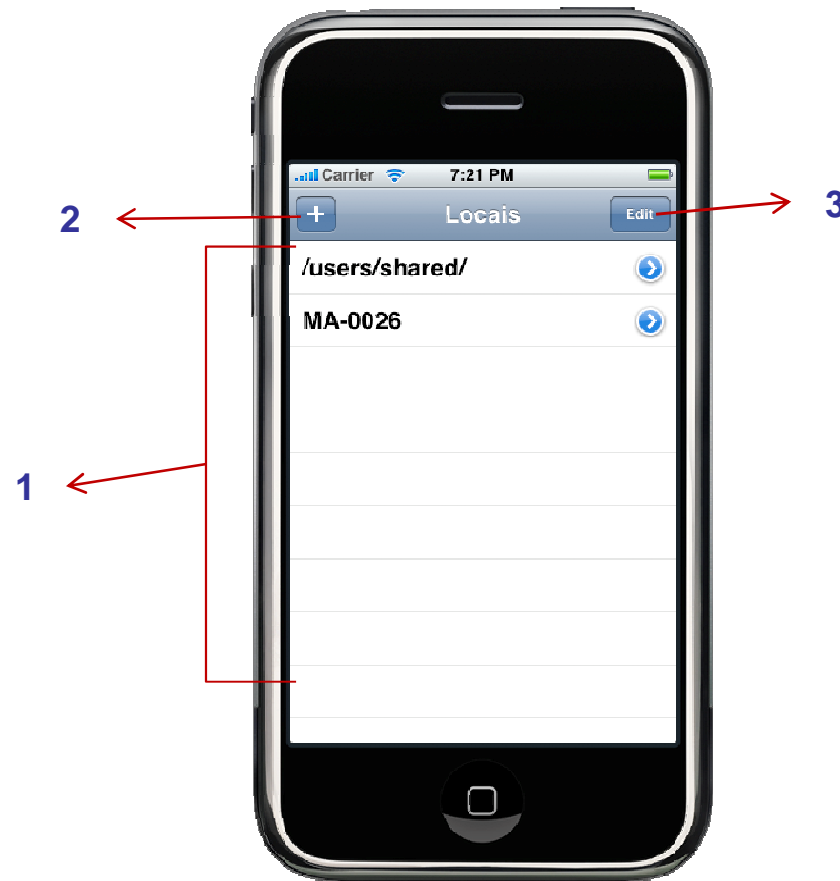 Carrier 7:21 PM
2 + Locais Edit 3
/users/shared/
MA-0026
1